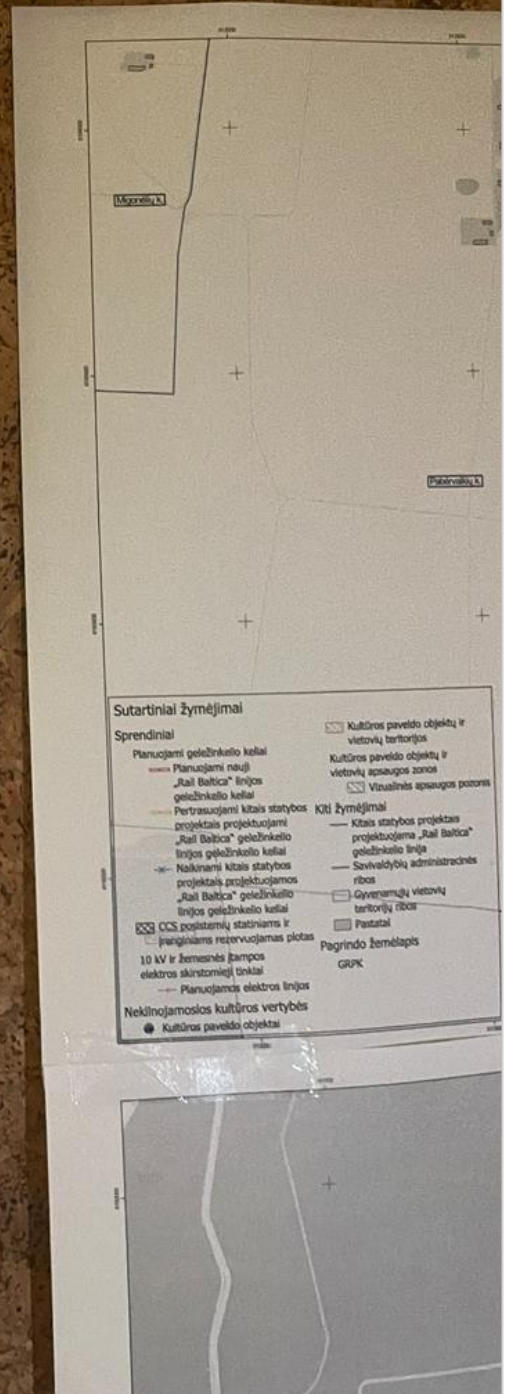 Migonėlių k.
Pabervalkių k.
Sutartiniai žymėjimai
Sprendiniai
Planuojami geležinkelio keliai
Planuojami nauji
„Rail Baltica“ linijos
geležinkelio keliai
Pertrasuojami kitais statybos
projektais projektuojami
„Rail Baltica“ geležinkelio
linijos geležinkelio keliai
Naikinami kitais statybos
projektais projektuojamos
„Rail Baltica“ geležinkelio
linijos geležinkelio keliai
CCS posistemių statiniams ir
įrenginiams rezervuojamas plotas
10 kV ir žemesnės įtampos
elektros skirstomieji tinklai
Planuojamos elektros linijos
Nekilnojamosios kultūros vertybės
Kultūros paveldo objektai
Kultūros paveldo objektų ir
vietovių teritorijos
Kultūros paveldo objektų ir
vietovių apsaugos zonos
Vizualinės apsaugos pozonis
Kiti žymėjimai
Kitais statybos projektais
projektuojama „Rail Baltica“
geležinkelio linija
Savivaldybių administracinės
ribos
Gyvenamųjų vietovių
teritorijų ribos
Pastatai
Pagrindo žemėlapis
GRPK